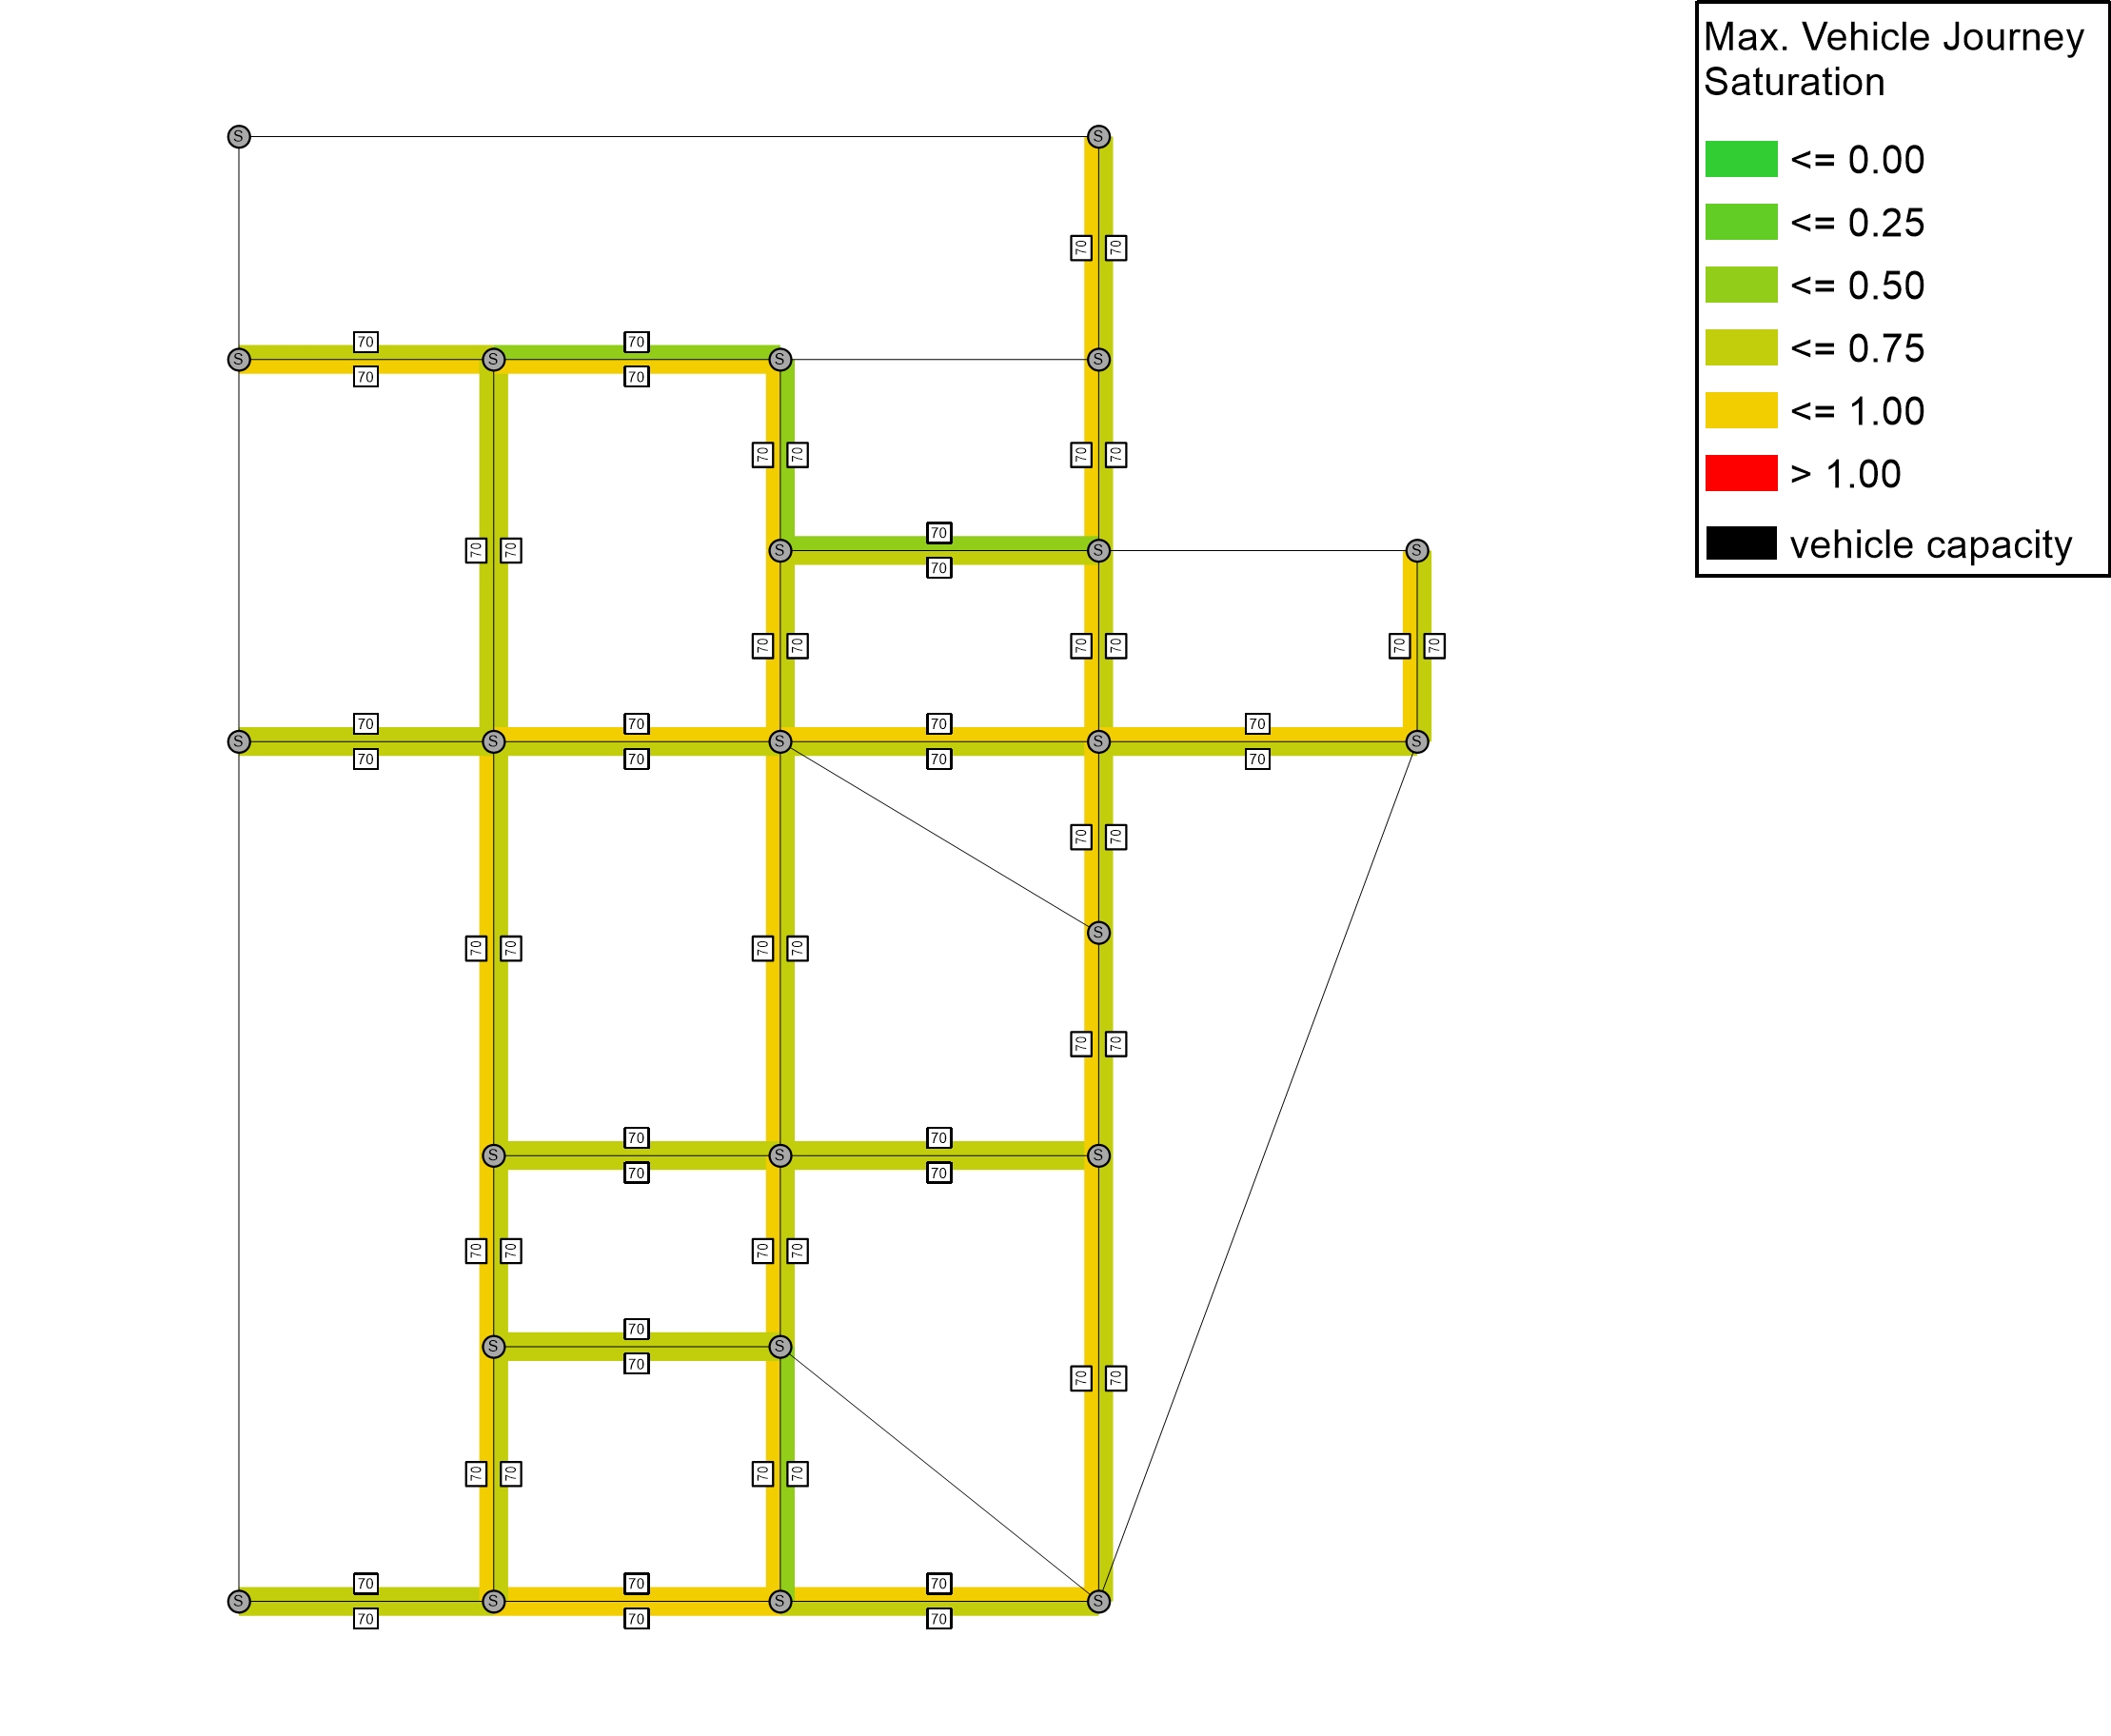 Max. Vehicle Journey
Saturation
<= 0.00
<= 0.25
<= 0.50
<= 0.75
<= 1.00
> 1.00
vehicle capacity
S S
70 70
70 70
S S S S
70 70
70 70 70 70
70
70 70 S S S
70
70 70 70 70 70 70
70 70 70 70
S S S S S
70 70 70 70
70 70
S
70 70 70 70
70 70
70 70
S S S
70 70
70 70 70 70
70
S S
70
70 70
70 70 70 70
70 70 70
S S S S
70 70 70